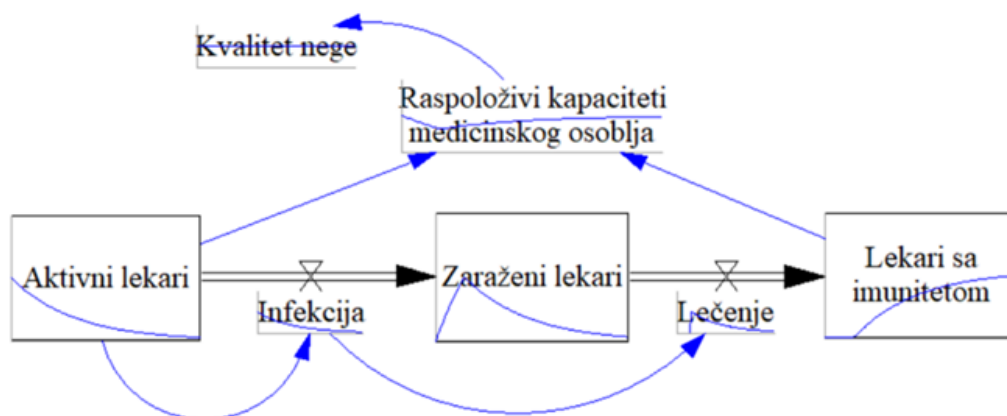 Kvalitet nege
Raspoloživi kapaciteti
medicinskog osoblja
Aktivni lekari
Infekcija
Zaraženi lekari
Lečenje
Lekari sa
imunitetom